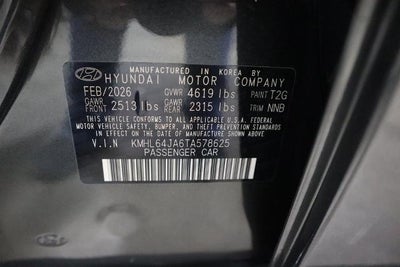 MANUFACTURED IN KOREA BY
HYUNDAI MOTOR COMPANY
FEB/2026 GVWR 4619 lbs PAINT T2G
GAWR FRONT 2513 lbs GAWR REAR 2315 lbs TRIM NNB
THIS VEHICLE CONFORMS TO ALL APPLICABLE U.S.A. FEDERAL
MOTOR VEHICLE SAFETY, BUMPER, AND THEFT PREVENTION STANDARDS
IN EFFECT ON THE DATE OF MANUFACTURE SHOWN ABOVE.
V.I.N KMHL64JA6TA578625
PASSENGER CAR